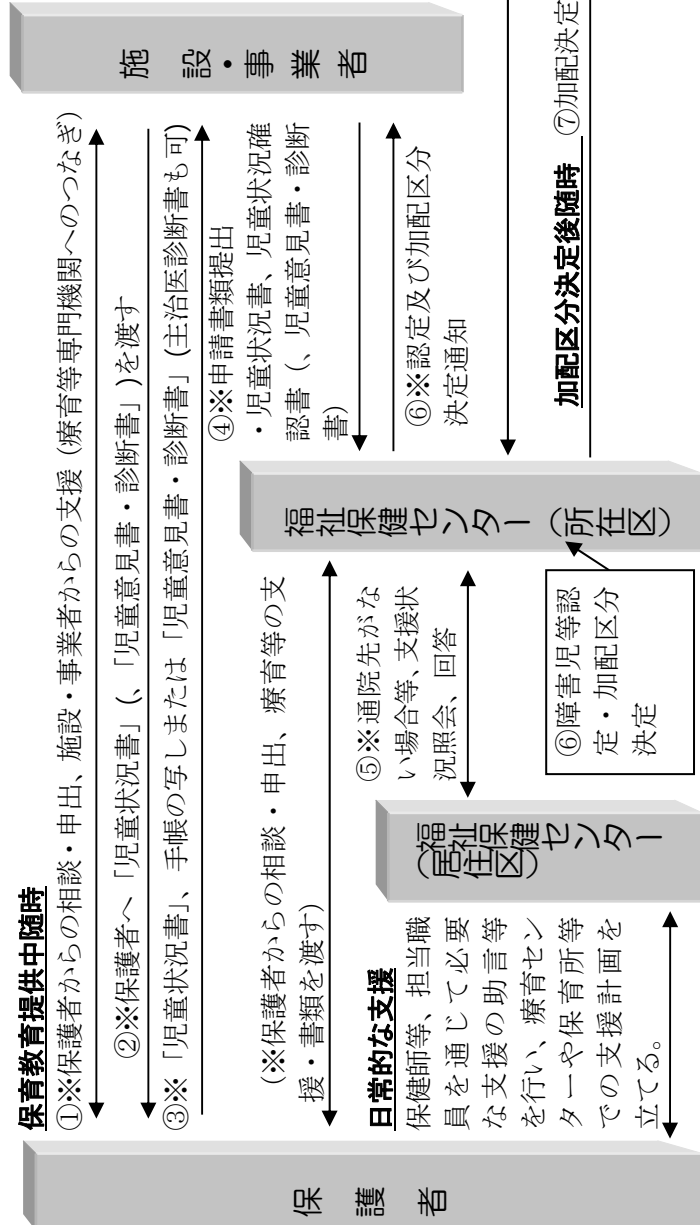 保育教育提供中随時
①※保護者からの相談・申出、施設・事業者からの支援（療育等専門機関へのつなぎ）
②※保護者へ「児童状況書」（、「児童意見書・診断書」)を渡す
③※「児童状況書」、手帳の写しまたは「児童意見書・診断書」(主治医診断書も可)
施設・事業者
④※申請書類提出
・児童状況書、児童状況確
認書（、児童意見書・診断
書）
⑥※認定及び加配区分
決定通知
加配区分決定後随時
⑦加配決定
福祉保健センター（所在区）
（※保護者からの相談・申出、療育等の支
援・書類を渡す）
⑤※通院先がな
い場合等、支援状
況照会、回答
⑥障害児等認
定・加配区分
決定
福祉保健センター
（居住区）
日常的な支援
保健師等、担当職
員を通じて必要
な支援の助言等
を行い、療育セン
ターや保育所等
での支援計画を
立てる。
保護者